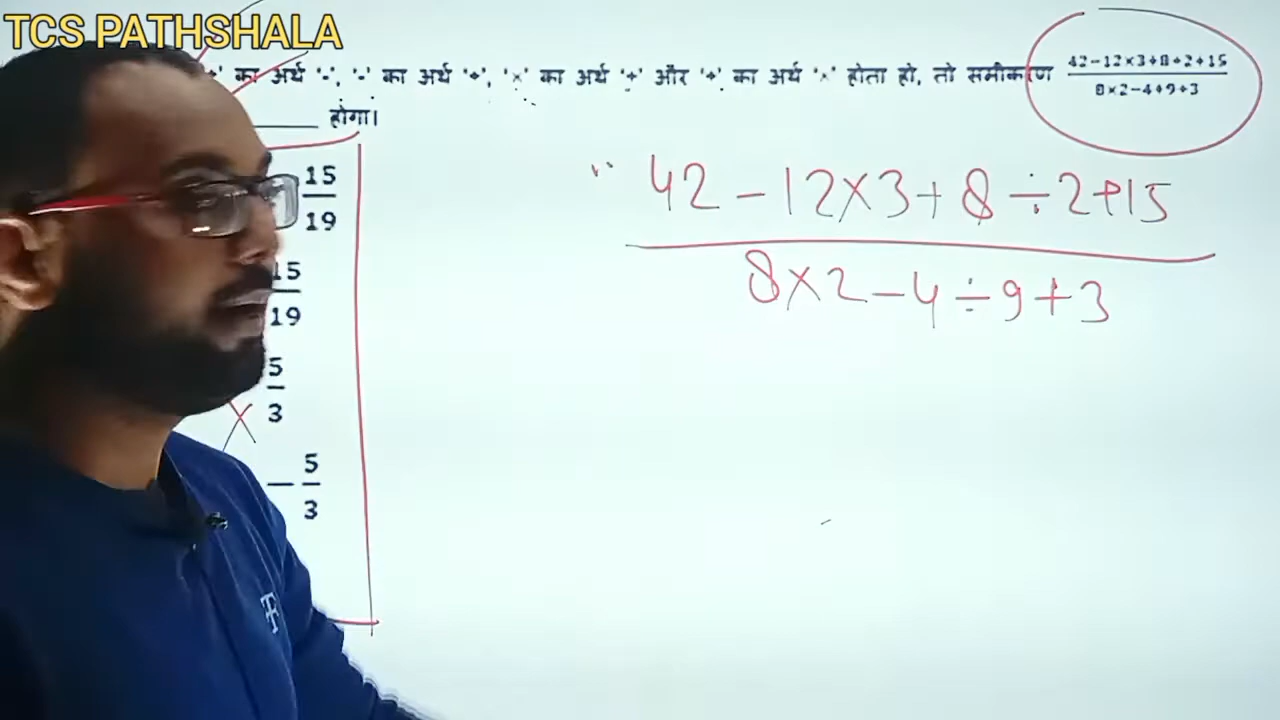 TCS PATHSHALA
का अर्थ '-', '-' का अर्थ '÷', '×' का अर्थ '÷' और '÷' का अर्थ '×' होता हो, तो समीकरण 42-12×3+8÷2+15 / 8×2-4÷9+3
होगा।
15/19
42 - 12×3 + 8 ÷ 2+15
8×2 - 4 ÷ 9 + 3
15/19
5/3
- 5/3